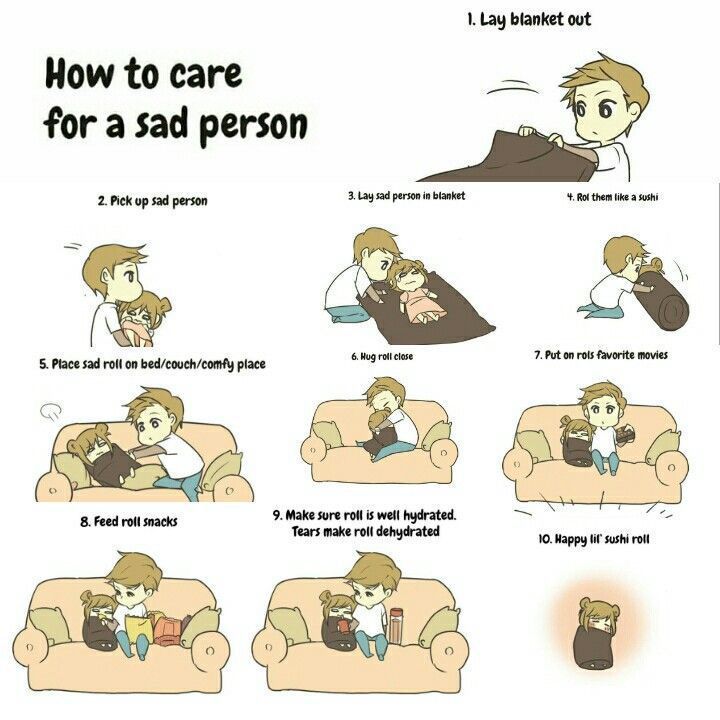 1. Lay blanket out
How to care
for a sad person
2. Pick up sad person
3. Lay sad person in blanket
4. Rol them like a sushi
5. Place sad roll on bed/couch/comfy place
6. Hug roll close
7. Put on rols favorite movies
8. Feed roll snacks
9. Make sure roll is well hydrated.
Tears make roll dehydrated
10. Happy lil' sushi roll